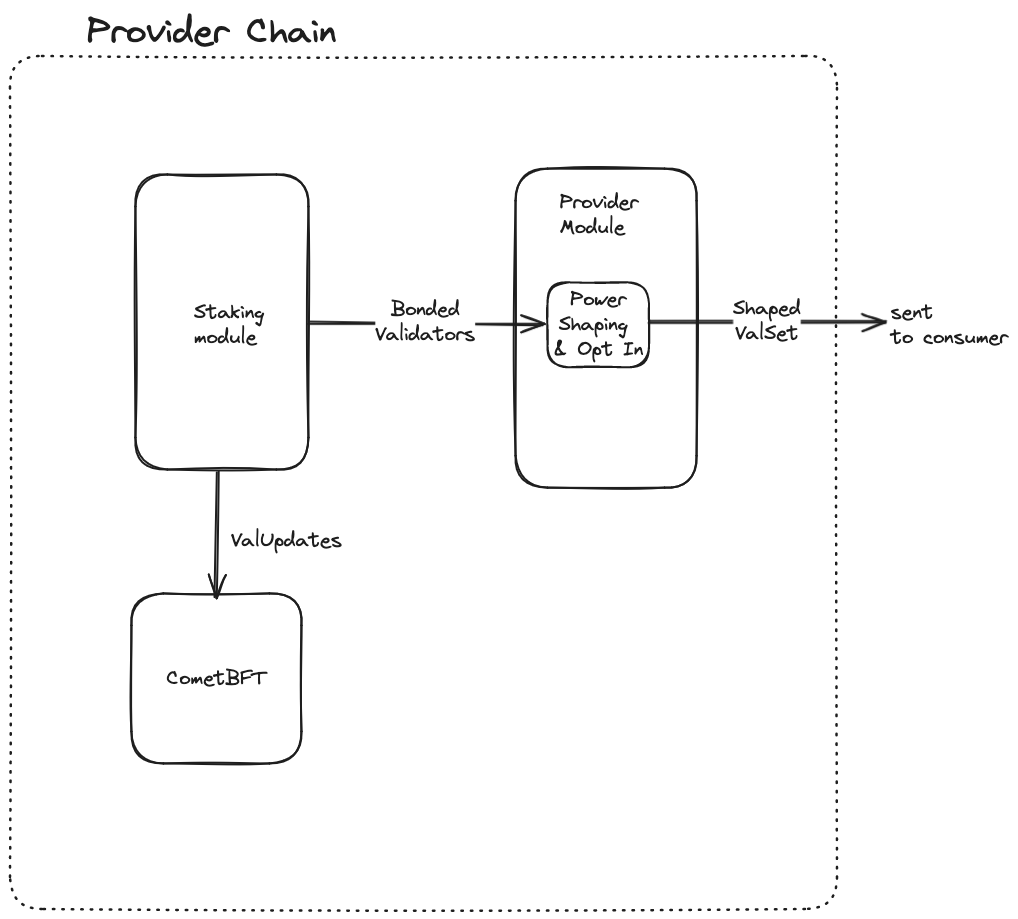 Provider Chain
Provider
Module
Staking
module
Bonded
Validators
Power
Shaping
& Opt In
Shaped
ValSet
sent
to consumer
ValUpdates
CometBFT